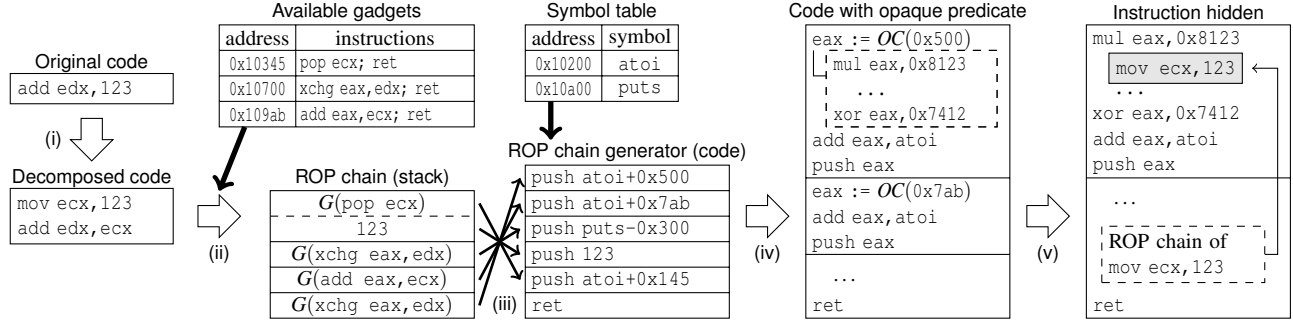 Original code
add edx,123
(i)
Decomposed code
mov ecx,123
add edx,ecx
Available gadgets
address instructions
0x10345 pop ecx; ret
0x10700 xchg eax,edx; ret
0x109ab add eax,ecx; ret
(ii)
ROP chain (stack)
G(pop ecx)
123
G(xchg eax,edx)
G(add eax,ecx)
G(xchg eax,edx)
(iii)
Symbol table
address symbol
0x10200 atoi
0x10a00 puts
ROP chain generator (code)
push atoi+0x500
push atoi+0x7ab
push puts-0x300
push 123
push atoi+0x145
ret
(iv)
Code with opaque predicate
eax := OC(0x500)
mul eax,0x8123
...
xor eax,0x7412
add eax,atoi
push eax
eax := OC(0x7ab)
add eax,atoi
push eax
...
ret
(v)
Instruction hidden
mul eax,0x8123
mov ecx,123
...
xor eax,0x7412
add eax,atoi
push eax
...
ROP chain of
mov ecx,123
ret